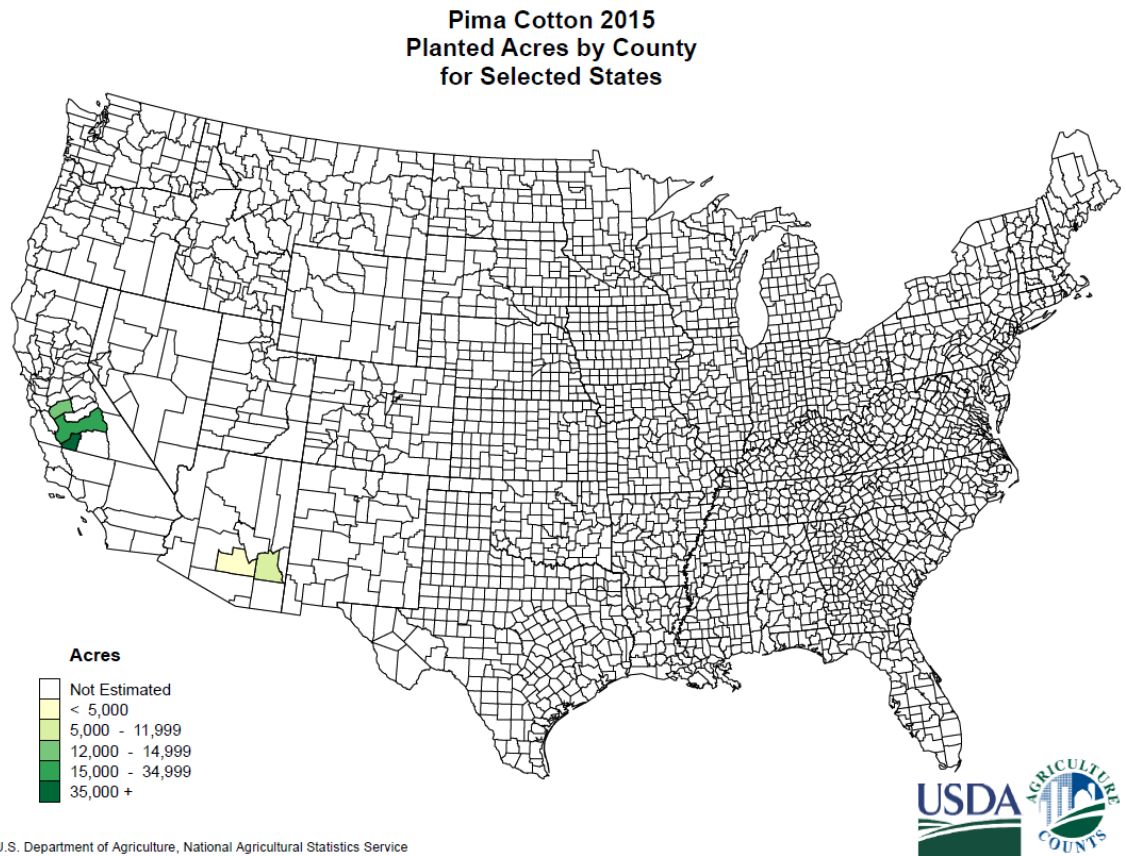 Pima Cotton 2015
Planted Acres by County
for Selected States
Acres
Not Estimated
< 5,000
5,000 - 11,999
12,000 - 14,999
15,000 - 34,999
35,000 +
USDA
AGRICULTURE
COUNTS
U.S. Department of Agriculture, National Agricultural Statistics Service